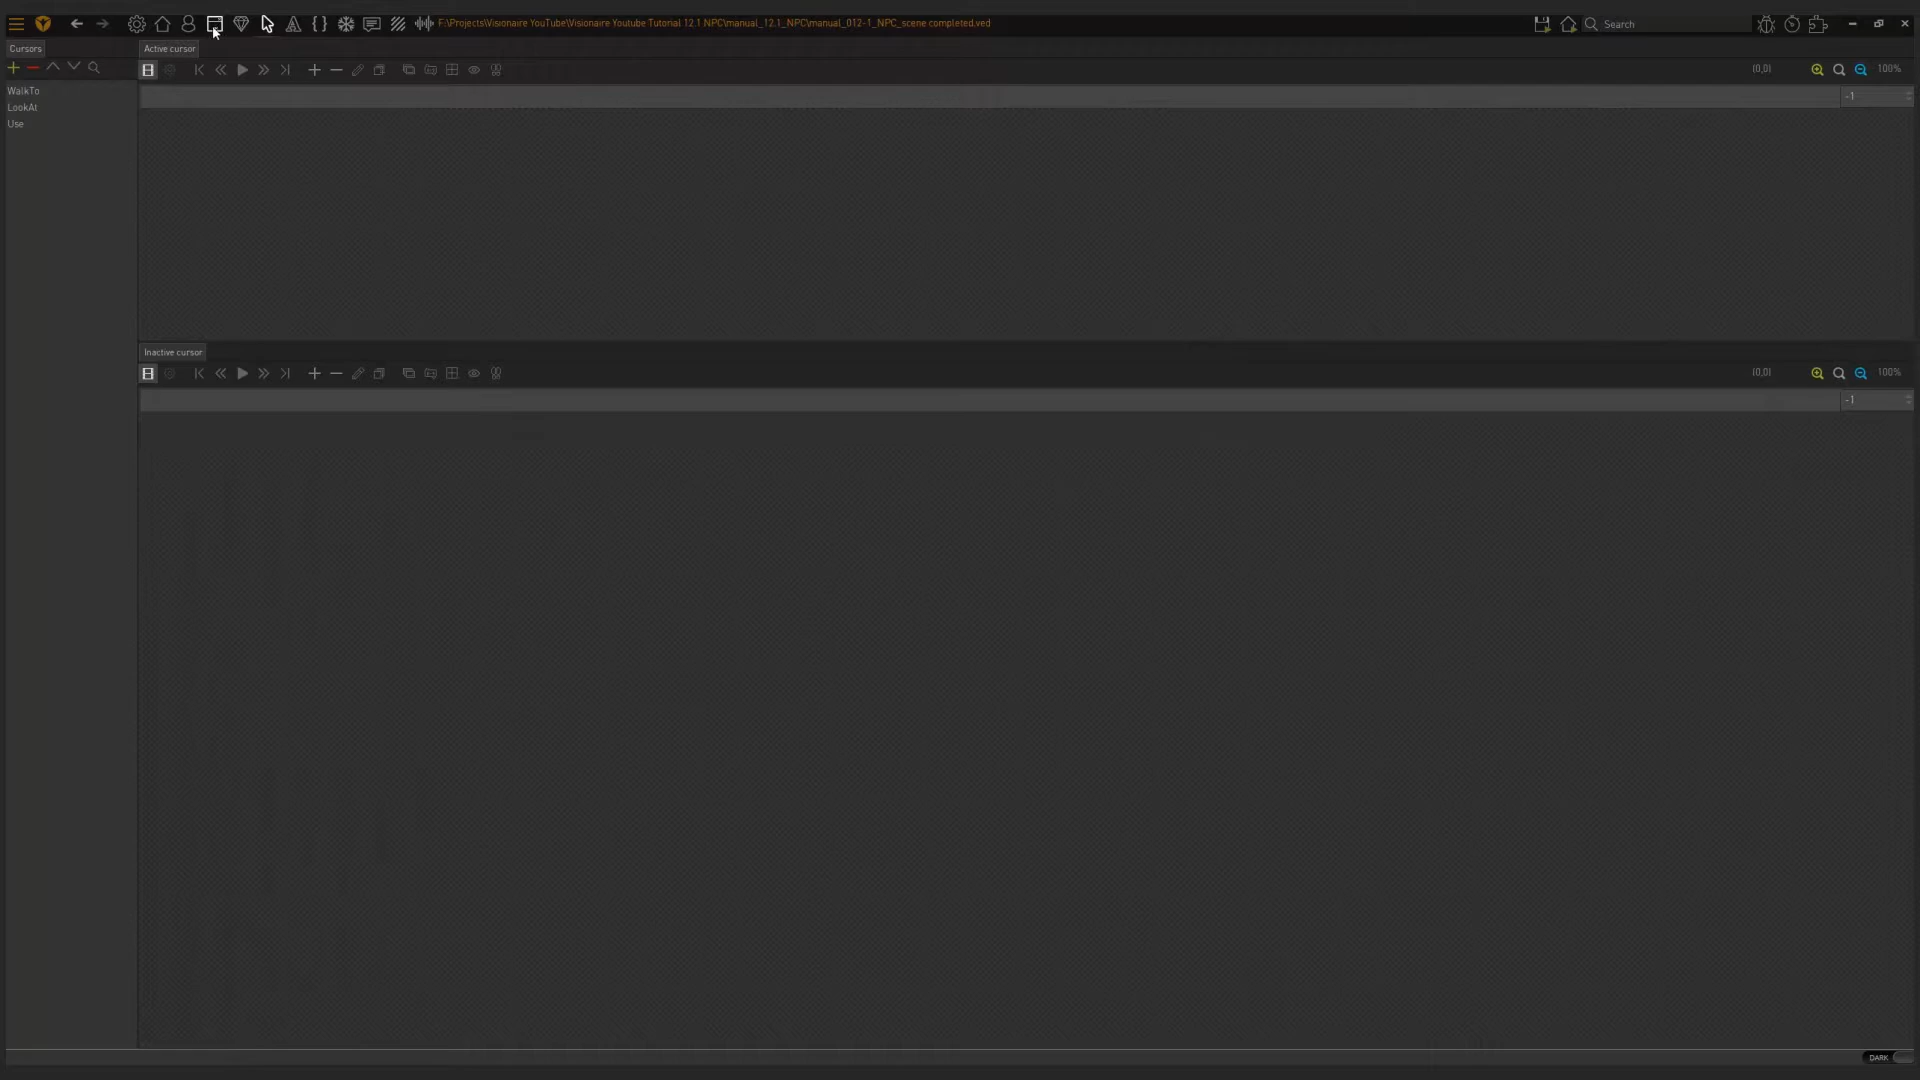 F:\Projects\Visionaire YouTube\Visionaire Youtube Tutorial 12.1 NPC\manual_12.1_NPC\manual_012-1_NPC_scene completed.ved
Search
Cursors
Active cursor
(0,0)
100%
WalkTo
-1
LookAt
Use
Inactive cursor
(0,0)
100%
-1
DARK